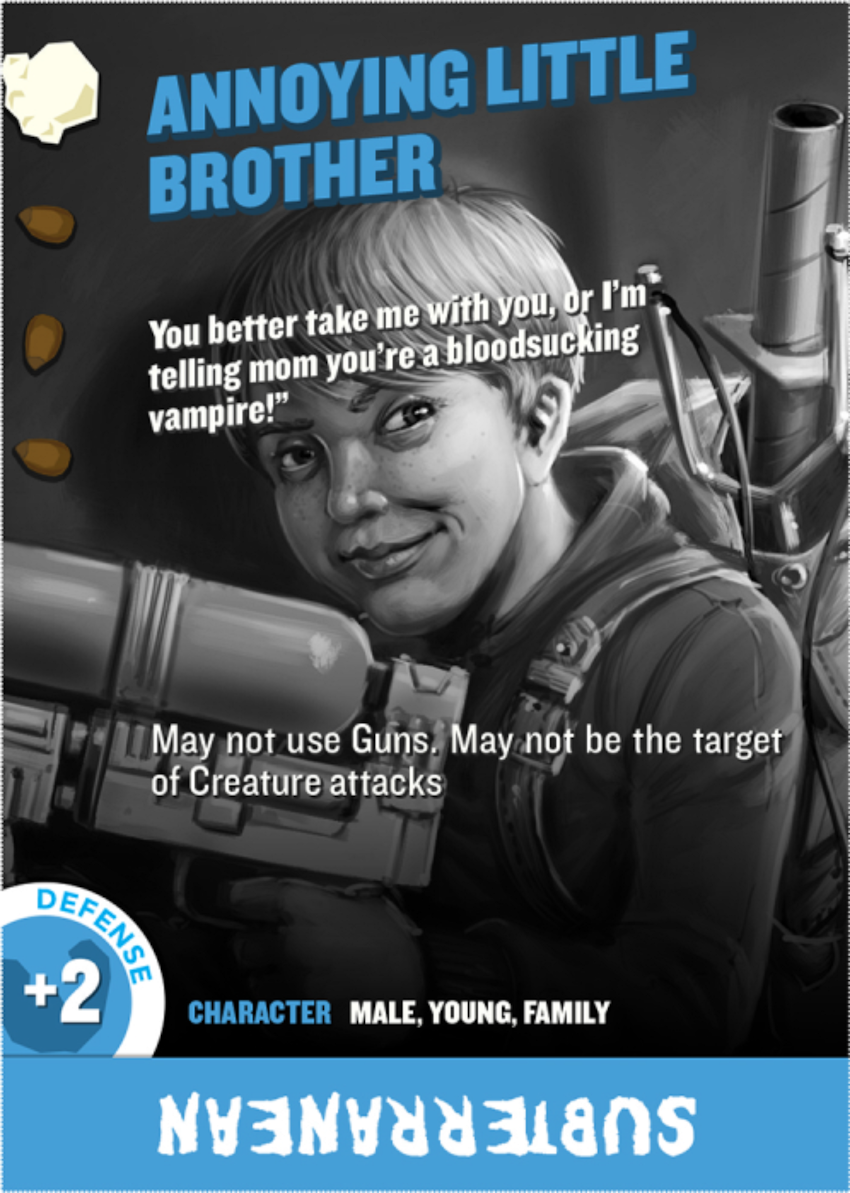 ANNOYING LITTLE
BROTHER
You better take me with you, or I'm
telling mom you're a bloodsucking
vampire!”
May not use Guns. May not be the target
of Creature attacks
DEFENSE
+2
CHARACTER MALE, YOUNG, FAMILY
SUBTERRANEAN